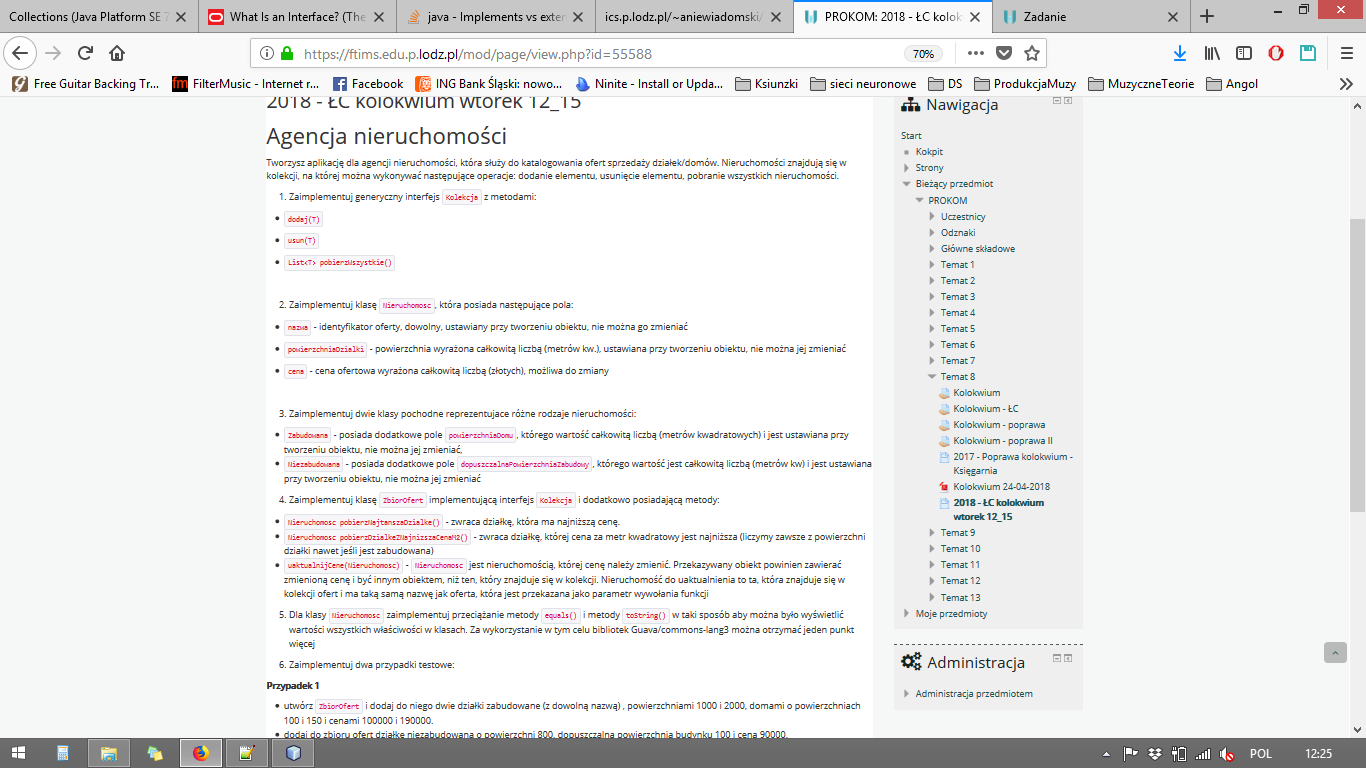 Collections (Java Platform SE 7
What Is an Interface? (The
java - Implements vs exten
ics.p.lodz.pl/~aniewiadomski/
PROKOM: 2018 - ŁC kolok
Zadanie
https://ftims.edu.p.lodz.pl/mod/page/view.php?id=55588
70%
Free Guitar Backing Tr...
FilterMusic - Internet r...
Facebook
ING Bank Śląski: nowo...
Ninite - Install or Upda...
Ksiunzki
sieci neuronowe
DS
ProdukcjaMuzy
MuzyczneTeorie
Angol
2018 - ŁC kolokwium wtorek 12_15
Agencja nieruchomości
Tworzysz aplikację dla agencji nieruchomości, która służy do katalogowania ofert sprzedaży działek/domów. Nieruchomości znajdują się w
kolekcji, na której można wykonywać następujące operacje: dodanie elementu, usunięcie elementu, pobranie wszystkich nieruchomości.
1. Zaimplementuj generyczny interfejs Kolekcja z metodami:
dodaj(T)
usun(T)
List<T> pobierzWszystkie()
2. Zaimplementuj klasę Nieruchomosc, która posiada następujące pola:
nazwa - identyfikator oferty, dowolny, ustawiany przy tworzeniu obiektu, nie można go zmieniać
powierzchniaDzialki - powierzchnia wyrażona całkowitą liczbą (metrów kw.), ustawiana przy tworzeniu obiektu, nie można jej zmieniać
cena - cena ofertowa wyrażona całkowitą liczbą (złotych), możliwa do zmiany
3. Zaimplementuj dwie klasy pochodne reprezentujace różne rodzaje nieruchomości:
Zabudowana - posiada dodatkowe pole powierzchniaDomu, którego wartość całkowitą liczbą (metrów kwadratowych) i jest ustawiana przy
tworzeniu obiektu, nie można jej zmieniać,
Niezabudowana - posiada dodatkowe pole dopuszczalnaPowierzchniaZabudowy, którego wartość jest całkowitą liczbą (metrów kw) i jest ustawiana
przy tworzeniu obiektu, nie można jej zmieniać
4. Zaimplementuj klasę ZbiorOfert implementującą interfejs Kolekcja i dodatkowo posiadającą metody:
Nieruchomosc pobierzNajtanszaDzialke() - zwraca działkę, która ma najniższą cenę.
Nieruchomosc pobierzDzialkeZNajnizszaCenaM2() - zwraca działkę, której cena za metr kwadratowy jest najniższa (liczymy zawsze z powierzchni
działki nawet jeśli jest zabudowana)
uaktualnijCene(Nieruchomosc) - Nieruchomosc jest nieruchomością, której cenę należy zmienić. Przekazywany obiekt powinien zawierać
zmienioną cenę i być innym obiektem, niż ten, który znajduje się w kolekcji. Nieruchomość do uaktualnienia to ta, która znajduje się w
kolekcji ofert i ma taką samą nazwę jak oferta, która jest przekazana jako parametr wywołania funkcji
5. Dla klasy Nieruchomosc zaimplementuj przeciążanie metody equals() i metody toString() w taki sposób aby można było wyświetlić
wartości wszystkich właściwości w klasach. Za wykorzystanie w tym celu bibliotek Guava/commons-lang3 można otrzymać jeden punkt
więcej
6. Zaimplementuj dwa przypadki testowe:
Przypadek 1
utwórz ZbiorOfert i dodaj do niego dwie działki zabudowane (z dowolną nazwą) , powierzchniami 1000 i 2000, domami o powierzchniach
100 i 150 i cenami 100000 i 190000.
dodaj do zbioru ofert działkę niezabudowaną o powierzchni 800, dopuszczalna powierzchnia budynku 100 i cena 90000.
Nawigacja
Start
Kokpit
Strony
Bieżący przedmiot
PROKOM
Uczestnicy
Odznaki
Główne składowe
Temat 1
Temat 2
Temat 3
Temat 4
Temat 5
Temat 6
Temat 7
Temat 8
Kolokwium
Kolokwium - ŁC
Kolokwium - poprawa
Kolokwium - poprawa II
2017 - Poprawa kolokwium -
Księgarnia
Kolokwium 24-04-2018
2018 - ŁC kolokwium
wtorek 12_15
Temat 9
Temat 10
Temat 11
Temat 12
Temat 13
Moje przedmioty
Administracja
Administracja przedmiotem
POL
12:25